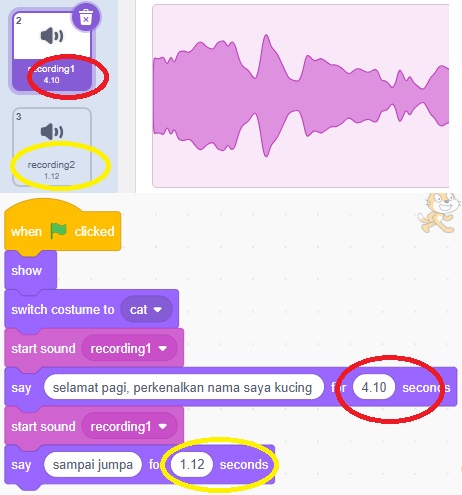 2
recording1
4.10
3
recording2
1.12
when clicked
show
switch costume to cat
start sound recording1
say selamat pagi, perkenalkan nama saya kucing for 4.10 seconds
start sound recording1
say sampai jumpa for 1.12 seconds